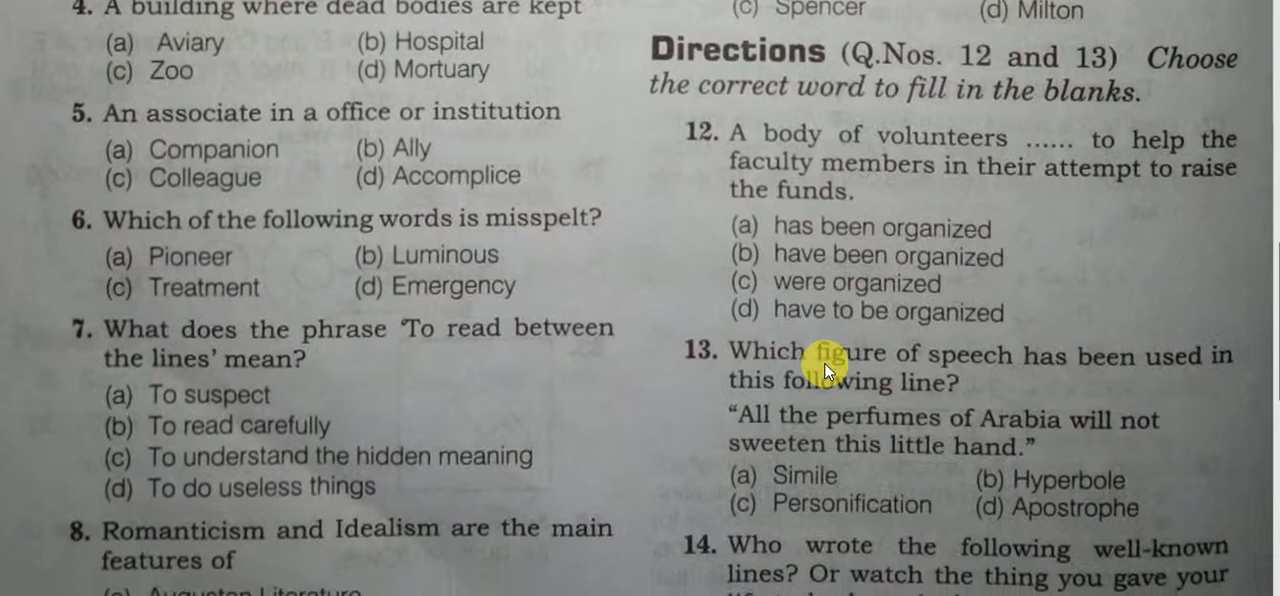 4. A building where dead bodies are kept
(a) Aviary (b) Hospital
(c) Zoo (d) Mortuary
5. An associate in a office or institution
(a) Companion (b) Ally
(c) Colleague (d) Accomplice
6. Which of the following words is misspelt?
(a) Pioneer (b) Luminous
(c) Treatment (d) Emergency
7. What does the phrase ‘To read between
the lines’ mean?
(a) To suspect
(b) To read carefully
(c) To understand the hidden meaning
(d) To do useless things
8. Romanticism and Idealism are the main
features of
(a) Augustan Literature
(c) Spencer (d) Milton
Directions (Q.Nos. 12 and 13) Choose
the correct word to fill in the blanks.
12. A body of volunteers ...... to help the
faculty members in their attempt to raise
the funds.
(a) has been organized
(b) have been organized
(c) were organized
(d) have to be organized
13. Which figure of speech has been used in
this following line?
“All the perfumes of Arabia will not
sweeten this little hand.”
(a) Simile (b) Hyperbole
(c) Personification (d) Apostrophe
14. Who wrote the following well-known
lines? Or watch the thing you gave your